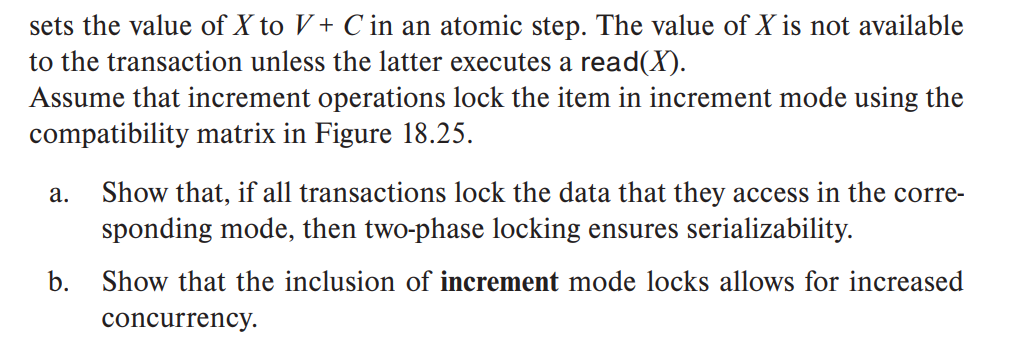 sets the value of X to V + C in an atomic step. The value of X is not available
to the transaction unless the latter executes a read(X).
Assume that increment operations lock the item in increment mode using the
compatibility matrix in Figure 18.25.
a. Show that, if all transactions lock the data that they access in the corre-
sponding mode, then two-phase locking ensures serializability.
b. Show that the inclusion of increment mode locks allows for increased
concurrency.